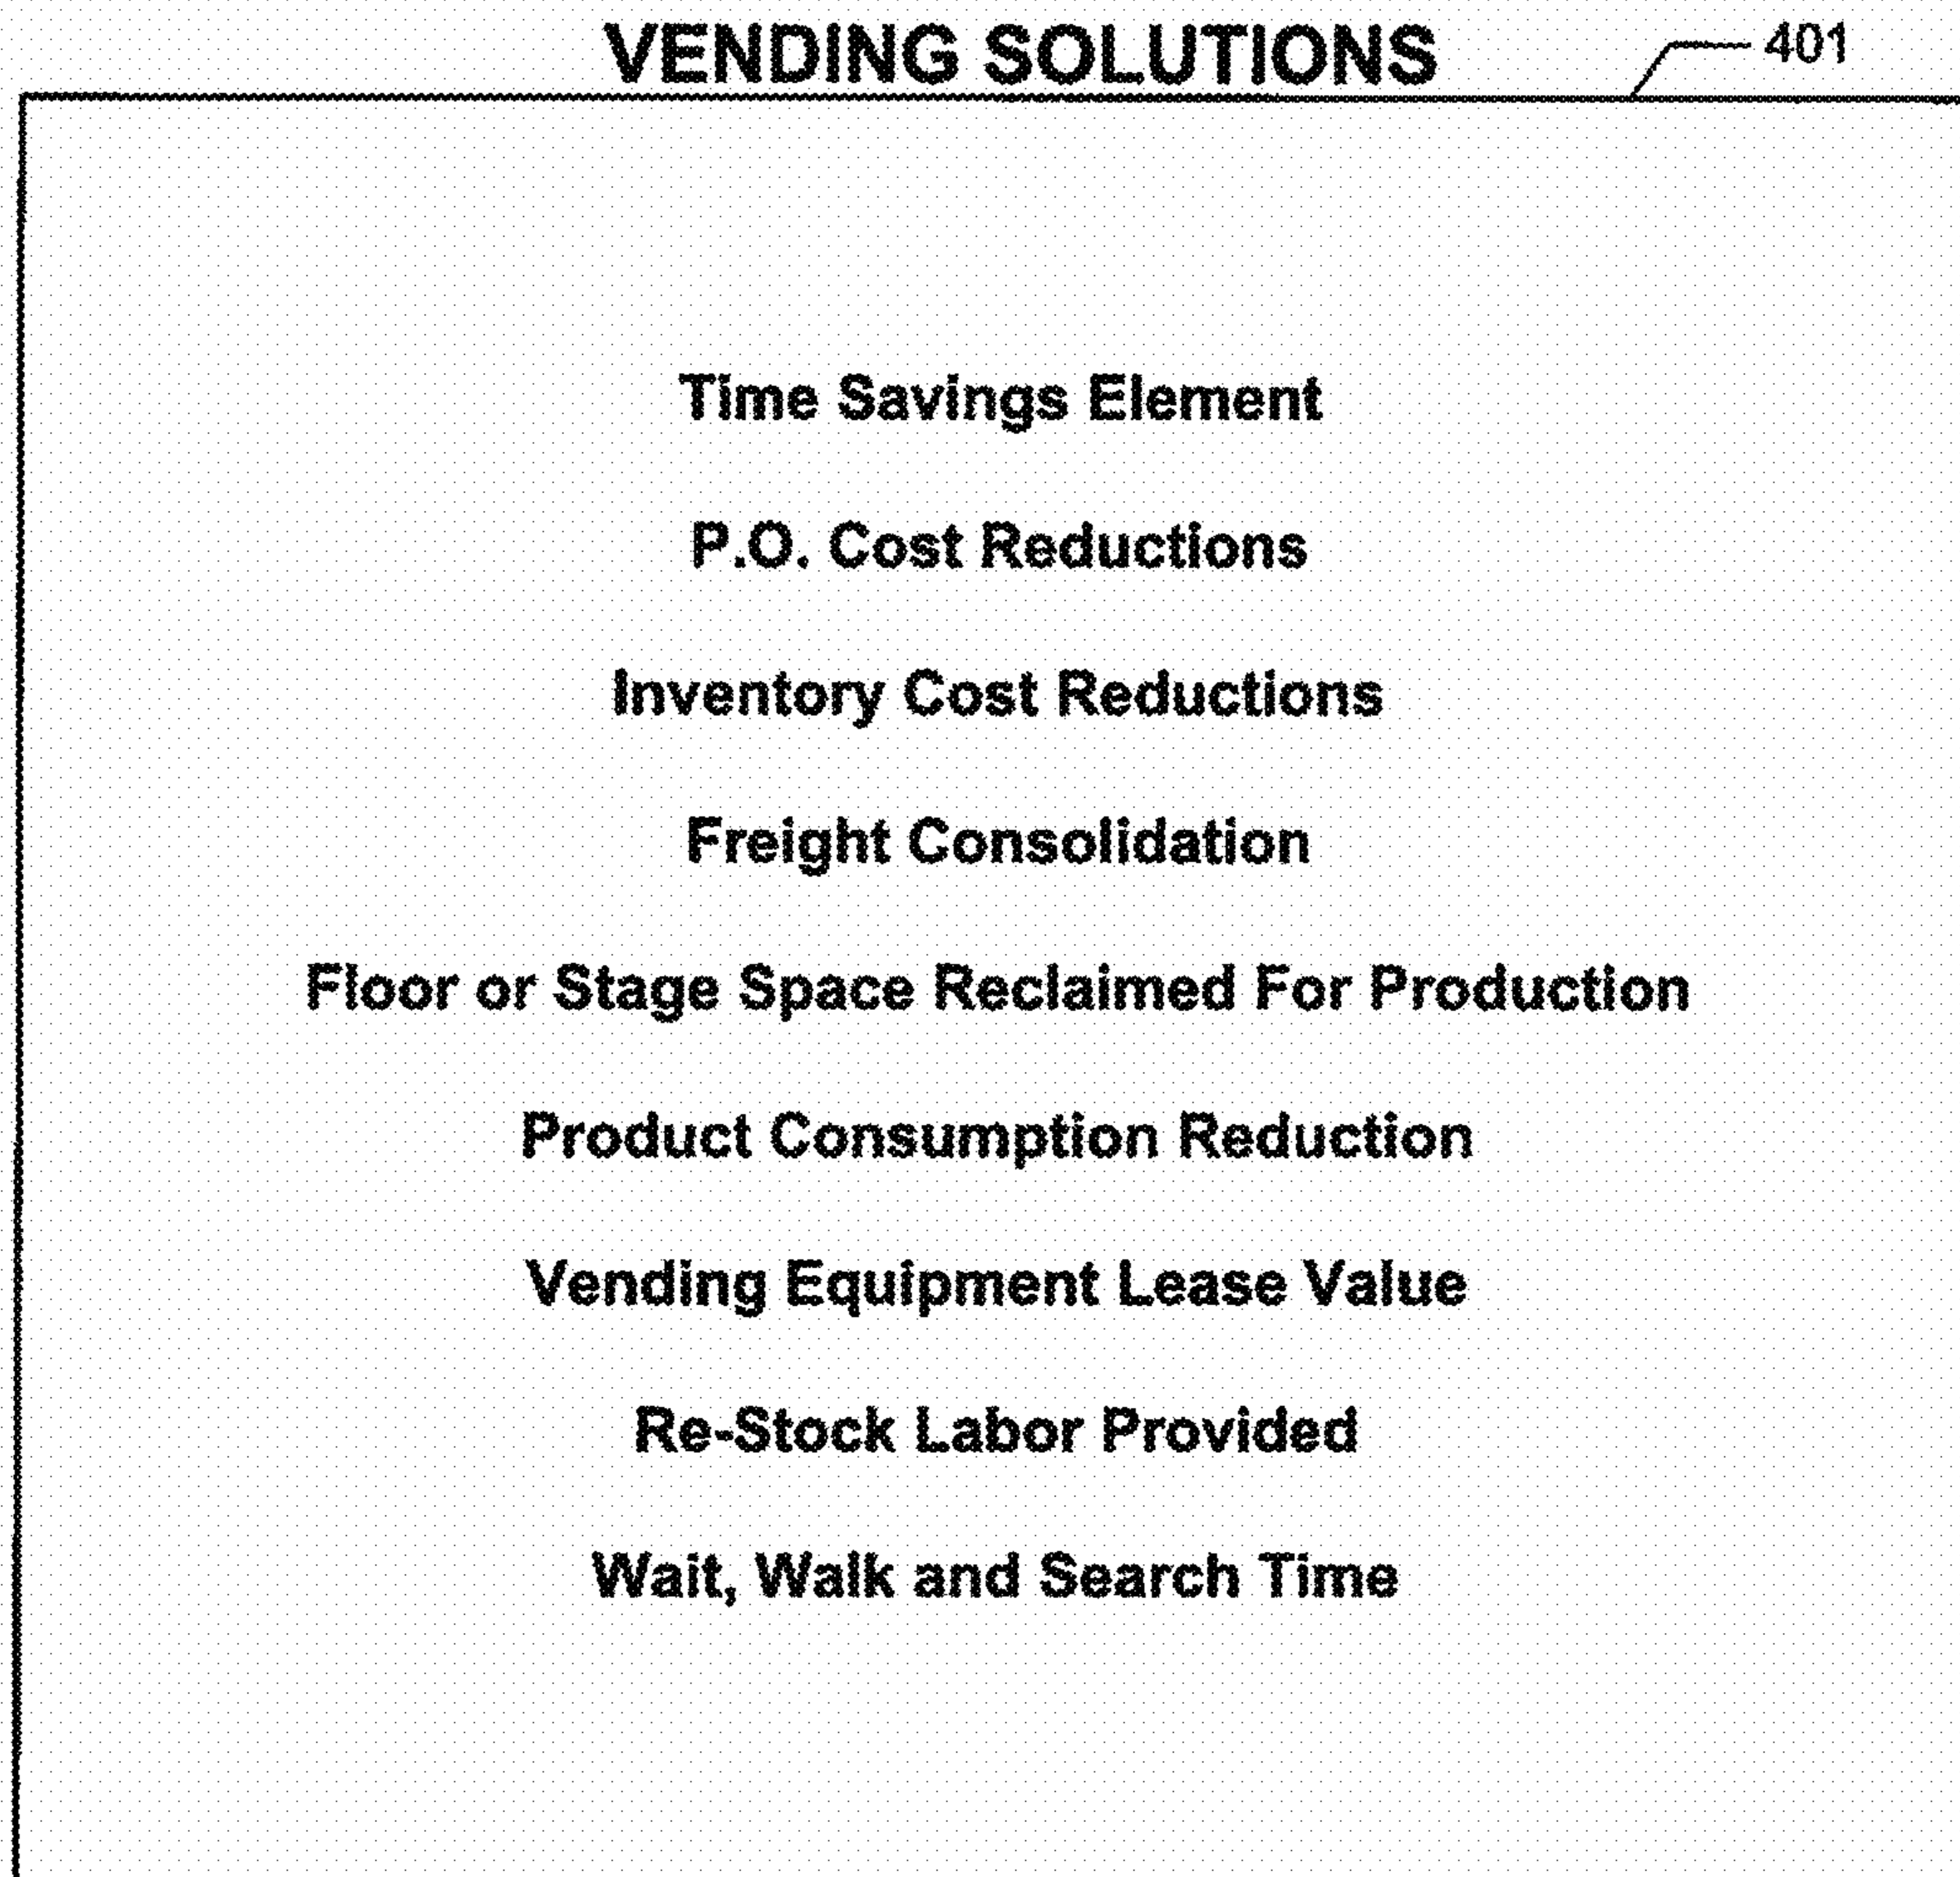 VENDING SOLUTIONS
401
Time Savings Element
P.O. Cost Reductions
Inventory Cost Reductions
Freight Consolidation
Floor or Stage Space Reclaimed For Production
Product Consumption Reduction
Vending Equipment Lease Value
Re-Stock Labor Provided
Wait, Walk and Search Time